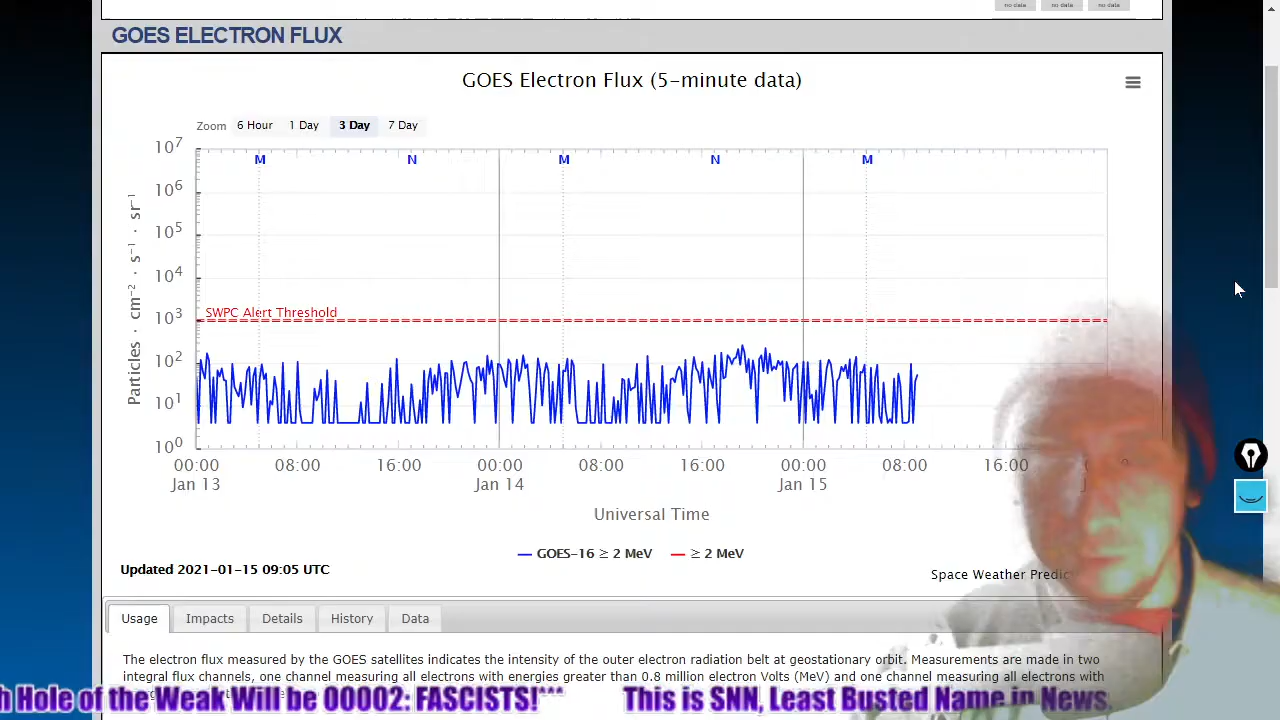 no data no data no data
GOES ELECTRON FLUX
GOES Electron Flux (5-minute data)
Zoom 6 Hour 1 Day 3 Day 7 Day
10⁷
10⁶
10⁵
10⁴
10³
10²
10¹
10⁰
Particles · cm⁻² · s⁻¹ · sr⁻¹
M N M N M
SWPC Alert Threshold
00:00 08:00 16:00 00:00 08:00 16:00 00:00 08:00 16:00
Jan 13 Jan 14 Jan 15
Universal Time
GOES-16 ≥ 2 MeV ≥ 2 MeV
Updated 2021-01-15 09:05 UTC
Space Weather
Usage Impacts Details History Data
The electron flux measured by the GOES satellites indicates the intensity of the outer electron radiation belt at geostationary orbit. Measurements are made in two
integral flux channels, one channel measuring all electrons with energies greater than 0.8 million electron Volts (MeV) and one channel measuring all electrons with
Hole of the Weak Will be 00002: FASCISTS!*** This is SNN, Least Busted Name in News.